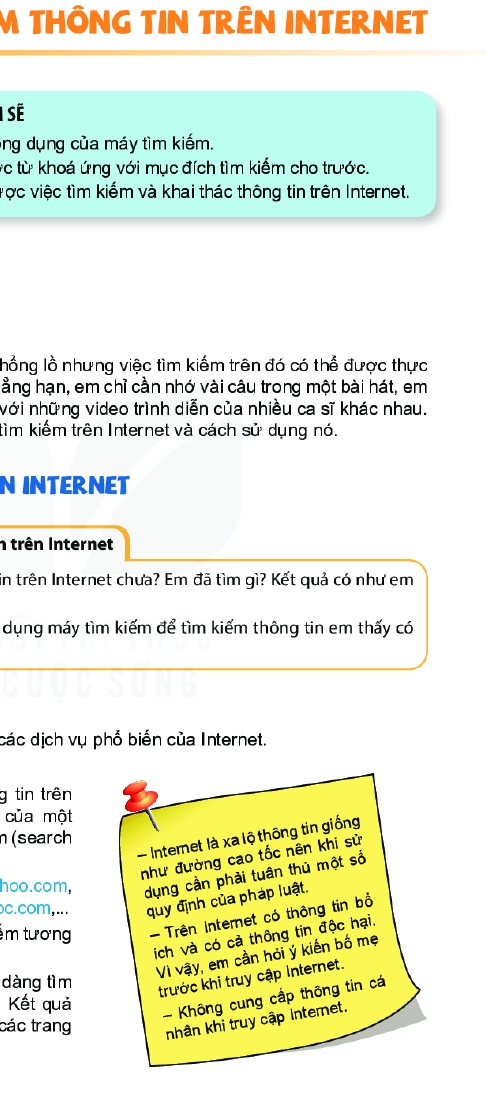 M THÔNG TIN TRÊN INTERNET
SẼ
ông dụng của máy tìm kiếm.
ợc từ khoá ứng với mục đích tìm kiếm cho trước.
ược việc tìm kiếm và khai thác thông tin trên Internet.
hổng lồ nhưng việc tìm kiếm trên đó có thể được thực
ẳng hạn, em chỉ cần nhớ vài câu trong một bài hát, em
với những video trình diễn của nhiều ca sĩ khác nhau.
tìm kiếm trên Internet và cách sử dụng nó.
N INTERNET
n trên Internet
in trên Internet chưa? Em đã tìm gì? Kết quả có như em
dụng máy tìm kiếm để tìm kiếm thông tin em thấy có
CUỘC SỐNG
các dịch vụ phổ biến của Internet.
g tin trên
của một
m (search
hoo.com,
oc.com,...
ếm tương
dàng tìm
Kết quả
các trang
– Internet là xa lộ thông tin giống
như đường cao tốc nên khi sử
dụng cần phải tuân thủ một số
quy định của pháp luật.
– Trên Internet có thông tin bổ
ích và có cả thông tin độc hại.
Vì vậy, em cần hỏi ý kiến bố mẹ
trước khi truy cập Internet.
– Không cung cấp thông tin cá
nhân khi truy cập Internet.